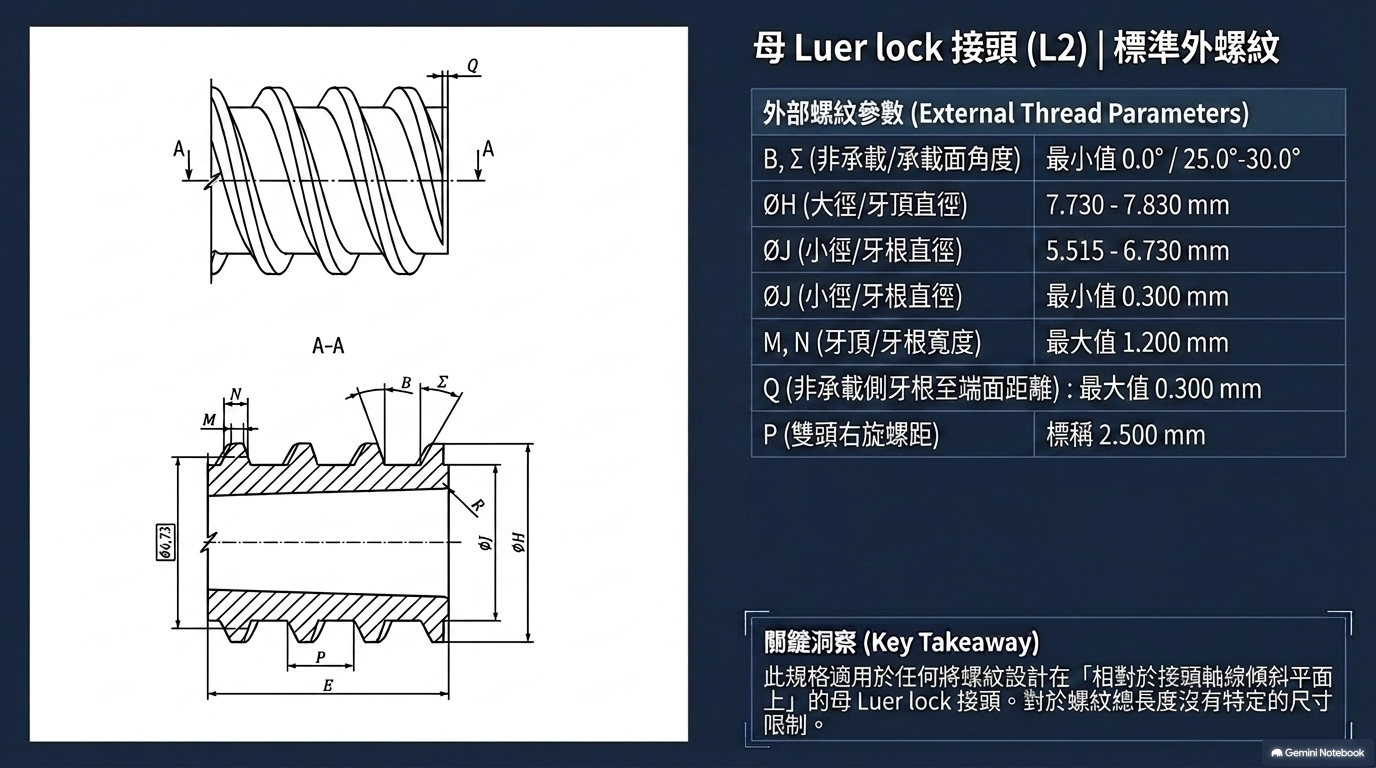 母 Luer lock 接頭 (L2) | 標準外螺紋
外部螺紋參數 (External Thread Parameters)
B, Σ (非承載/承載面角度) 最小值 0.0° / 25.0°-30.0°
ØH (大徑/牙頂直徑) 7.730 - 7.830 mm
ØJ (小徑/牙根直徑) 5.515 - 6.730 mm
ØJ (小徑/牙根直徑) 最小值 0.300 mm
M, N (牙頂/牙根寬度) 最大值 1.200 mm
Q (非承載側牙根至端面距離) : 最大值 0.300 mm
P (雙頭右旋螺距) 標稱 2.500 mm
關鍵洞察 (Key Takeaway)
此規格適用於任何將螺紋設計在「相對於接頭軸線傾斜平面
上」的母 Luer lock 接頭。對於螺紋總長度沒有特定的尺寸
限制。
Q
A
A
A-A
N
M
B
Σ
R
ØJ
ØH
P
E
Gemini Notebook